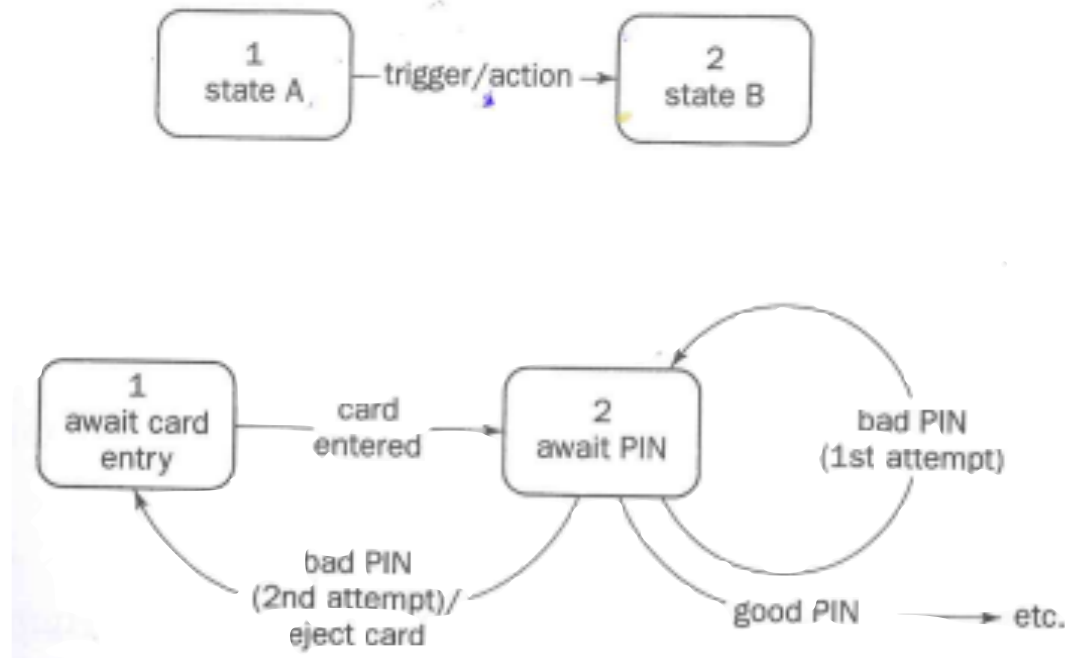 1
state A
trigger/action
2
state B
1
await card
entry
card
entered
2
await PIN
bad PIN
(1st attempt)
bad PIN
(2nd attempt)/
eject card
good PIN
etc.